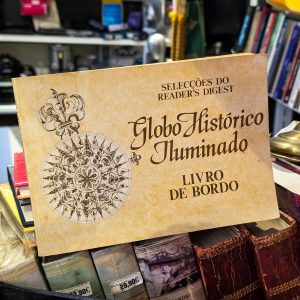 SELECÇÕES DO
READER'S DIGEST
Globo Histórico
Iluminado
LIVRO
DE BORDO